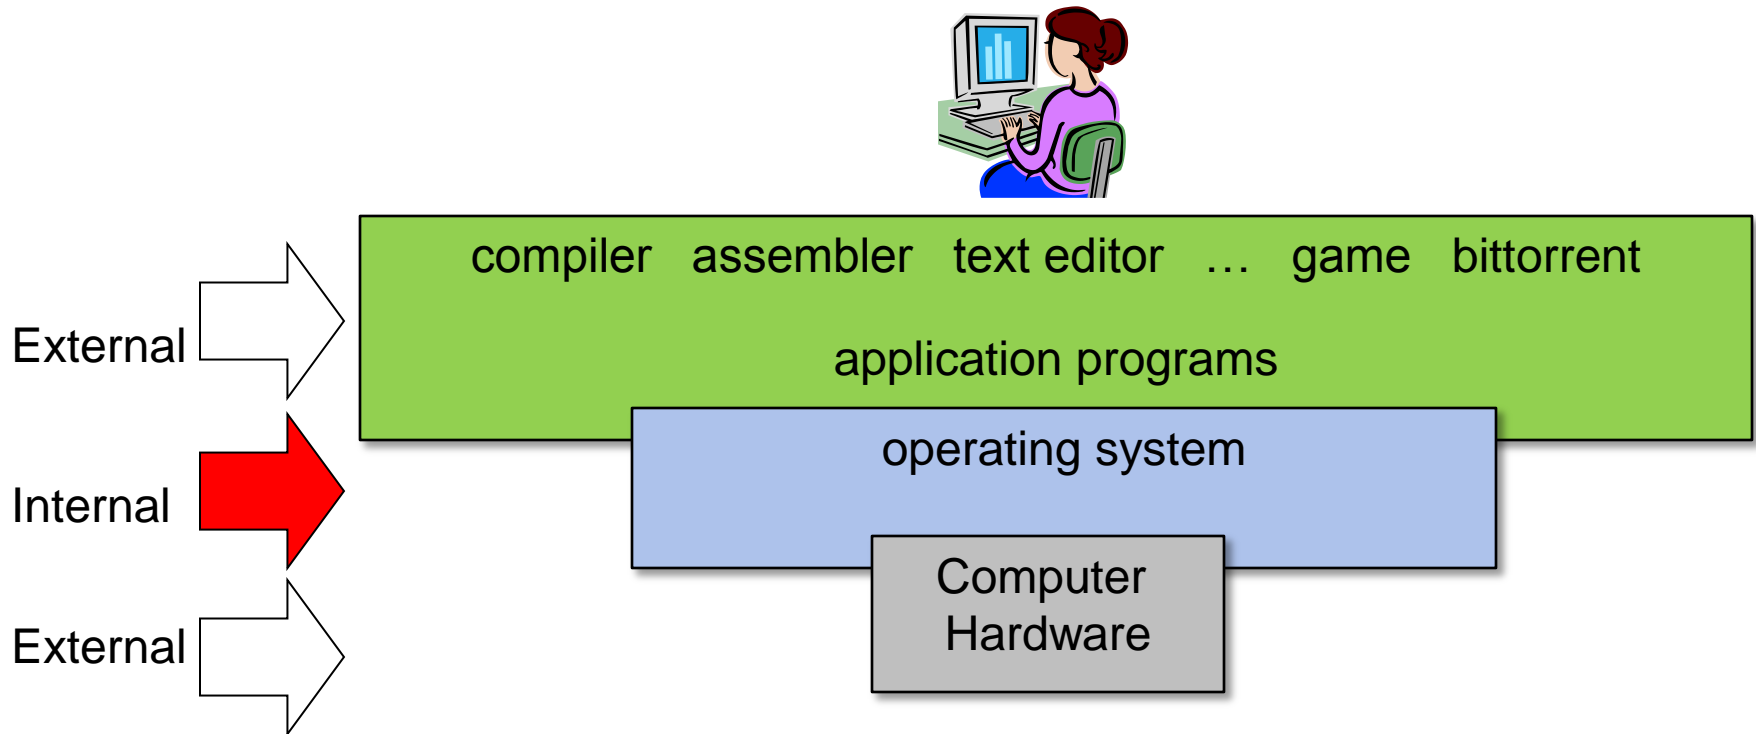 compiler assembler text editor … game bittorrent
External
application programs
operating system
Internal
Computer
Hardware
External